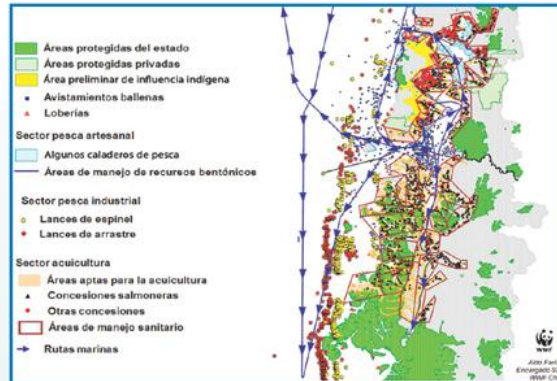 Áreas protegidas del estado
Áreas protegidas privadas
Área preliminar de influencia indígena
Avistamientos ballenas
Loberías
Sector pesca artesanal
Algunos caladeros de pesca
Áreas de manejo de recursos bentónicos
Sector pesca industrial
Lances de espinel
Lances de arrastre
Sector acuicultura
Áreas aptas para la acuicultura
Concesiones salmoneras
Otras concesiones
Áreas de manejo sanitario
Rutas marinas
WWF
Encargado
WWF